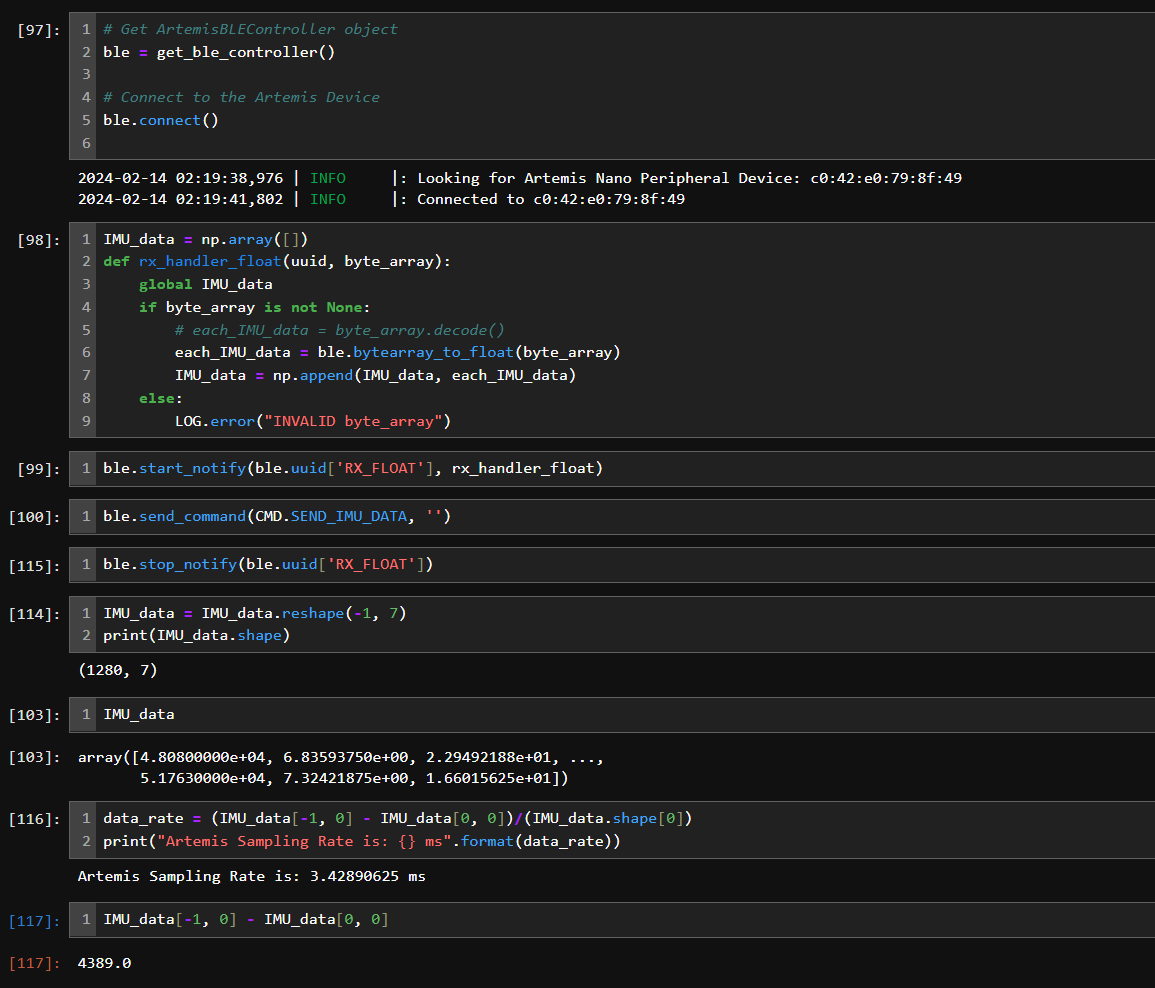 [97]:
1 # Get ArtemisBLEController object
2 ble = get_ble_controller()
3
4 # Connect to the Artemis Device
5 ble.connect()
6
2024-02-14 02:19:38,976 | INFO     |: Looking for Artemis Nano Peripheral Device: c0:42:e0:79:8f:49
2024-02-14 02:19:41,802 | INFO     |: Connected to c0:42:e0:79:8f:49
[98]:
1 IMU_data = np.array([])
2 def rx_handler_float(uuid, byte_array):
3     global IMU_data
4     if byte_array is not None:
5         # each_IMU_data = byte_array.decode()
6         each_IMU_data = ble.bytearray_to_float(byte_array)
7         IMU_data = np.append(IMU_data, each_IMU_data)
8     else:
9         LOG.error("INVALID byte_array")
[99]:
1 ble.start_notify(ble.uuid['RX_FLOAT'], rx_handler_float)
[100]:
1 ble.send_command(CMD.SEND_IMU_DATA, '')
[115]:
1 ble.stop_notify(ble.uuid['RX_FLOAT'])
[114]:
1 IMU_data = IMU_data.reshape(-1, 7)
2 print(IMU_data.shape)
(1280, 7)
[103]:
1 IMU_data
[103]:
array([4.80800000e+04, 6.83593750e+00, 2.29492188e+01, ...,
       5.17630000e+04, 7.32421875e+00, 1.66015625e+01])
[116]:
1 data_rate = (IMU_data[-1, 0] - IMU_data[0, 0])/(IMU_data.shape[0])
2 print("Artemis Sampling Rate is: {} ms".format(data_rate))
Artemis Sampling Rate is: 3.42890625 ms
[117]:
1 IMU_data[-1, 0] - IMU_data[0, 0]
[117]:
4389.0